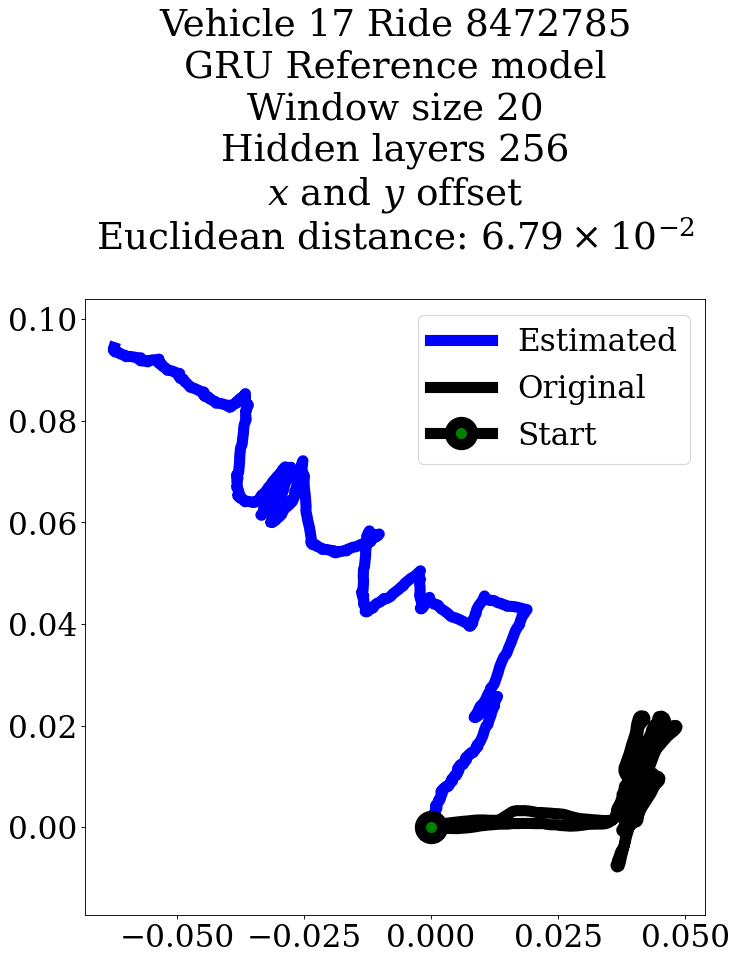 Vehicle 17 Ride 8472785
GRU Reference model
Window size 20
Hidden layers 256
x and y offset
Euclidean distance: 6.79 × 10⁻²
Estimated
Original
Start
0.10
0.08
0.06
0.04
0.02
0.00
−0.050 −0.025 0.000 0.025 0.050